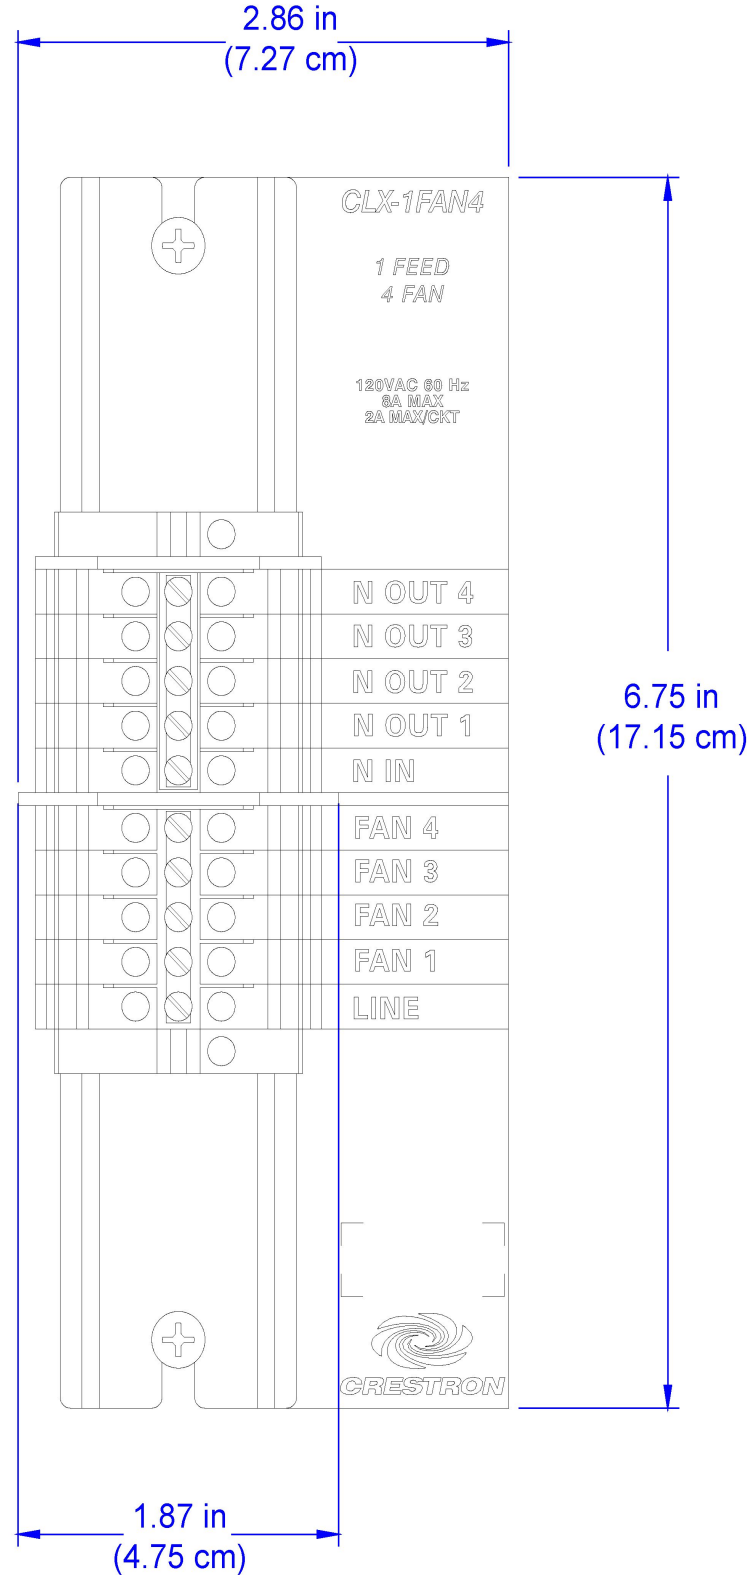 2.86 in
(7.27 cm)
CLX-1FAN4
1 FEED
4 FAN
120VAC 60 Hz
8A MAX
2A MAX/CKT
N OUT 4
N OUT 3
N OUT 2
N OUT 1
N IN
FAN 4
FAN 3
FAN 2
FAN 1
LINE
6.75 in
(17.15 cm)
CRESTRON
1.87 in
(4.75 cm)